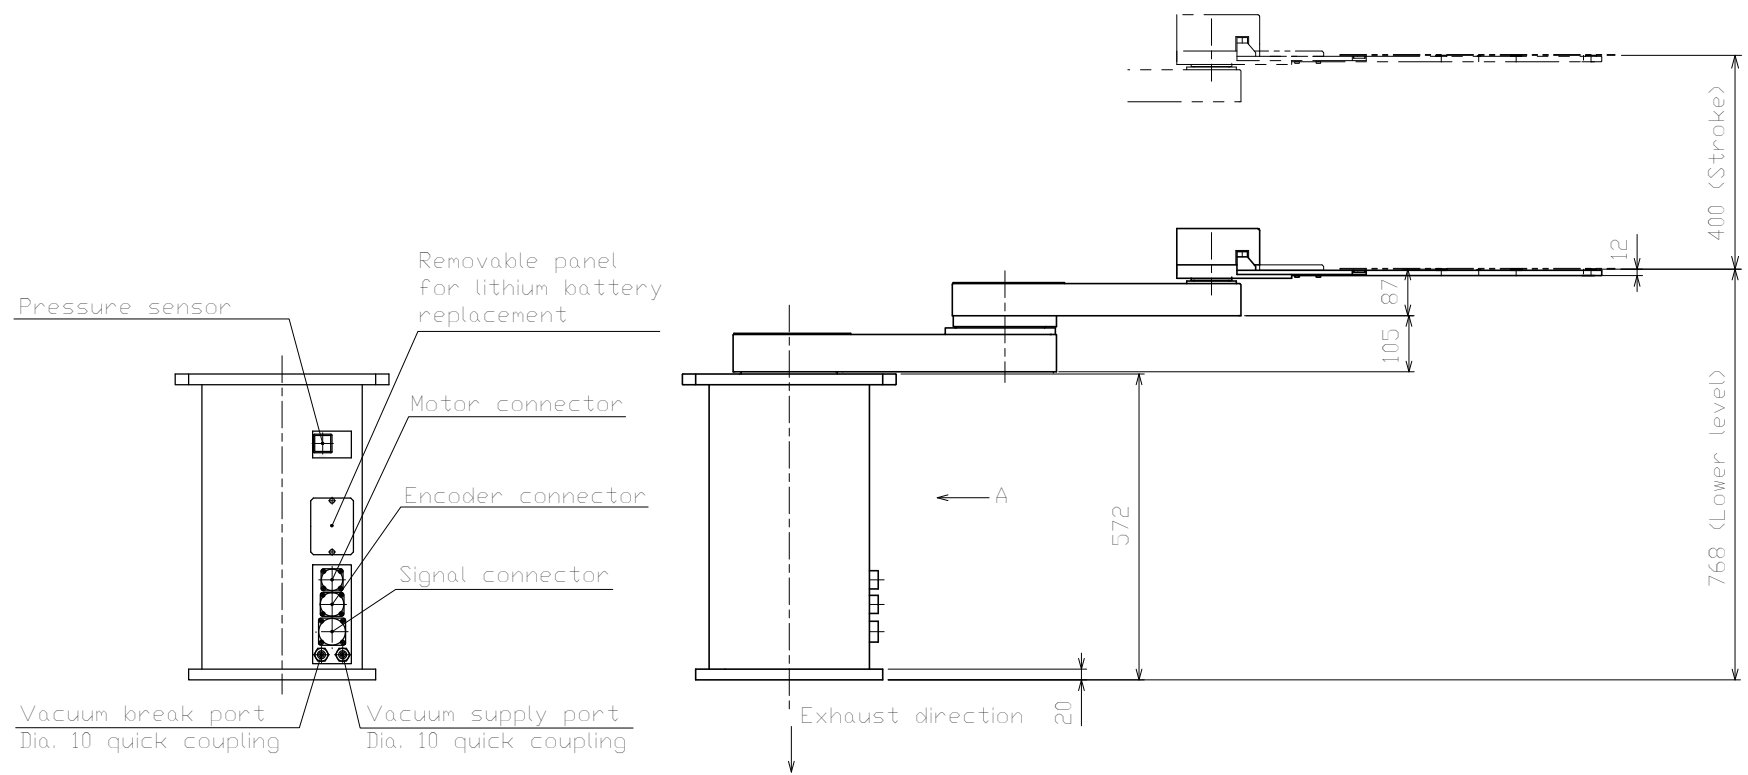 Removable panel
for lithium battery
replacement
Pressure sensor
Motor connector
Encoder connector
Signal connector
Vacuum break port
Dia. 10 quick coupling
Vacuum supply port
Dia. 10 quick coupling
400 (Stroke)
12
87
105
768 (Lower level)
A
572
Exhaust direction
20